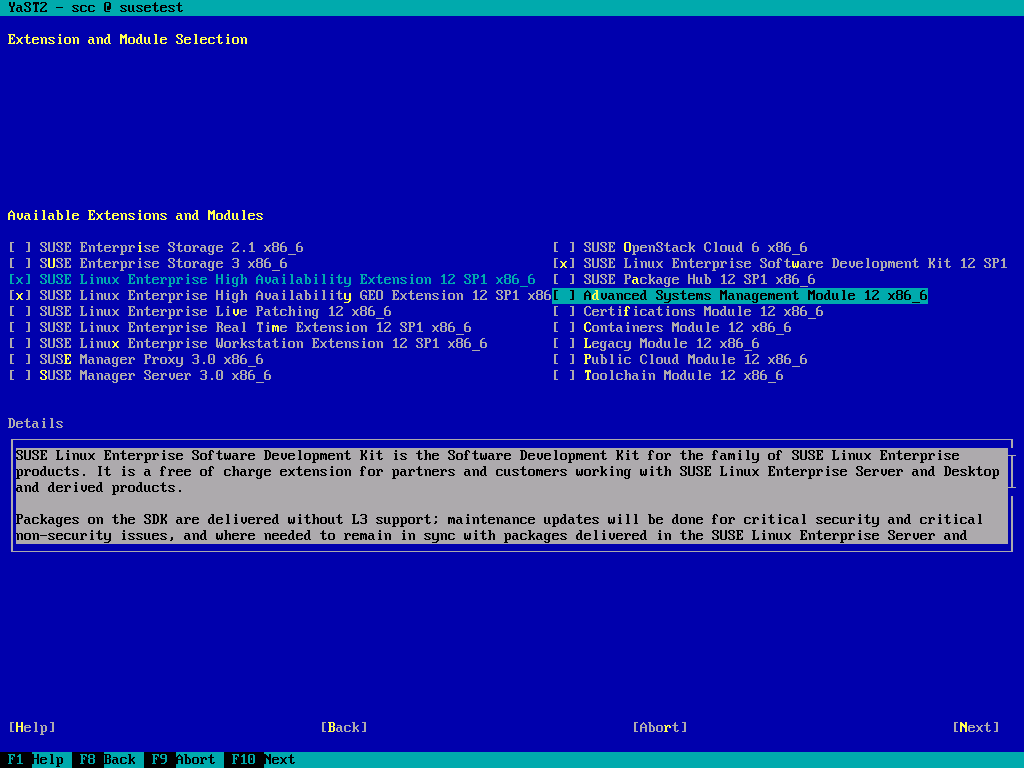 YaST2 - scc @ susetest
Extension and Module Selection
Available Extensions and Modules
[ ] SUSE Enterprise Storage 2.1 x86_6
[ ] SUSE Enterprise Storage 3 x86_6
[x] SUSE Linux Enterprise High Availability Extension 12 SP1 x86_6
[x] SUSE Linux Enterprise High Availability GEO Extension 12 SP1 x86
[ ] SUSE Linux Enterprise Live Patching 12 x86_6
[ ] SUSE Linux Enterprise Real Time Extension 12 SP1 x86_6
[ ] SUSE Linux Enterprise Workstation Extension 12 SP1 x86_6
[ ] SUSE Manager Proxy 3.0 x86_6
[ ] SUSE Manager Server 3.0 x86_6
[ ] SUSE OpenStack Cloud 6 x86_6
[x] SUSE Linux Enterprise Software Development Kit 12 SP1
[ ] SUSE Package Hub 12 SP1 x86_6
[ ] Advanced Systems Management Module 12 x86_6
[ ] Certifications Module 12 x86_6
[ ] Containers Module 12 x86_6
[ ] Legacy Module 12 x86_6
[ ] Public Cloud Module 12 x86_6
[ ] Toolchain Module 12 x86_6
Details
SUSE Linux Enterprise Software Development Kit is the Software Development Kit for the family of SUSE Linux Enterprise
products. It is a free of charge extension for partners and customers working with SUSE Linux Enterprise Server and Desktop
and derived products.
Packages on the SDK are delivered without L3 support; maintenance updates will be done for critical security and critical
non-security issues, and where needed to remain in sync with packages delivered in the SUSE Linux Enterprise Server and
[Help] [Back] [Abort] [Next]
F1 Help F8 Back F9 Abort F10 Next